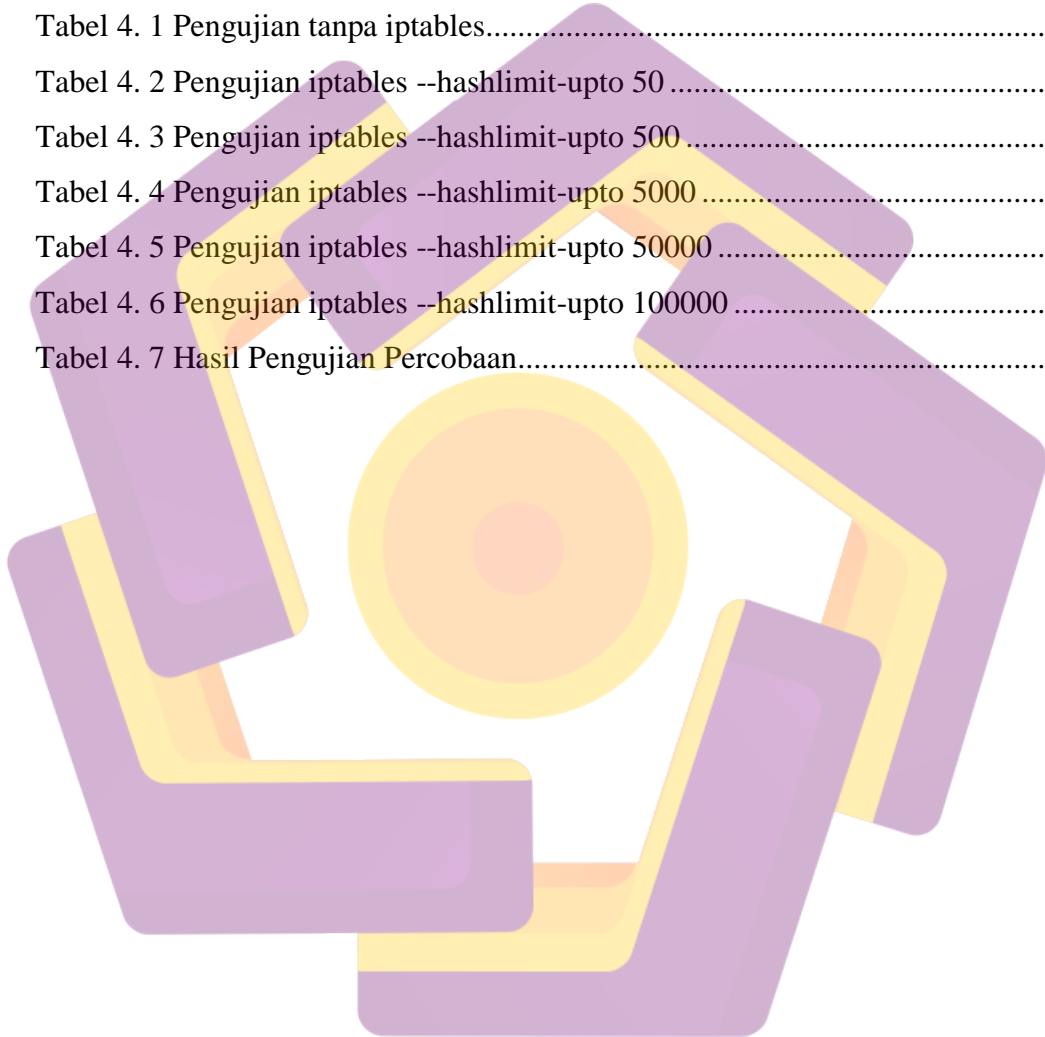 Tabel 4. 1 Pengujian tanpa iptables......................................................................
Tabel 4. 2 Pengujian iptables --hashlimit-upto 50 ...............................................
Tabel 4. 3 Pengujian iptables --hashlimit-upto 500 .............................................
Tabel 4. 4 Pengujian iptables --hashlimit-upto 5000 ...........................................
Tabel 4. 5 Pengujian iptables --hashlimit-upto 50000 .........................................
Tabel 4. 6 Pengujian iptables --hashlimit-upto 100000 .......................................
Tabel 4. 7 Hasil Pengujian Percobaan..................................................................